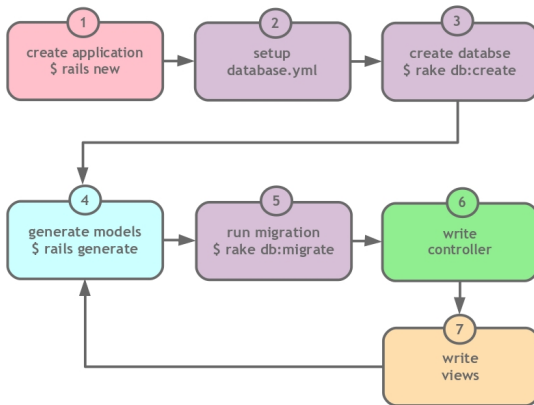 1
create application
$ rails new
2
setup
database.yml
3
create databse
$ rake db:create
4
generate models
$ rails generate
5
run migration
$ rake db:migrate
6
write
controller
7
write
views